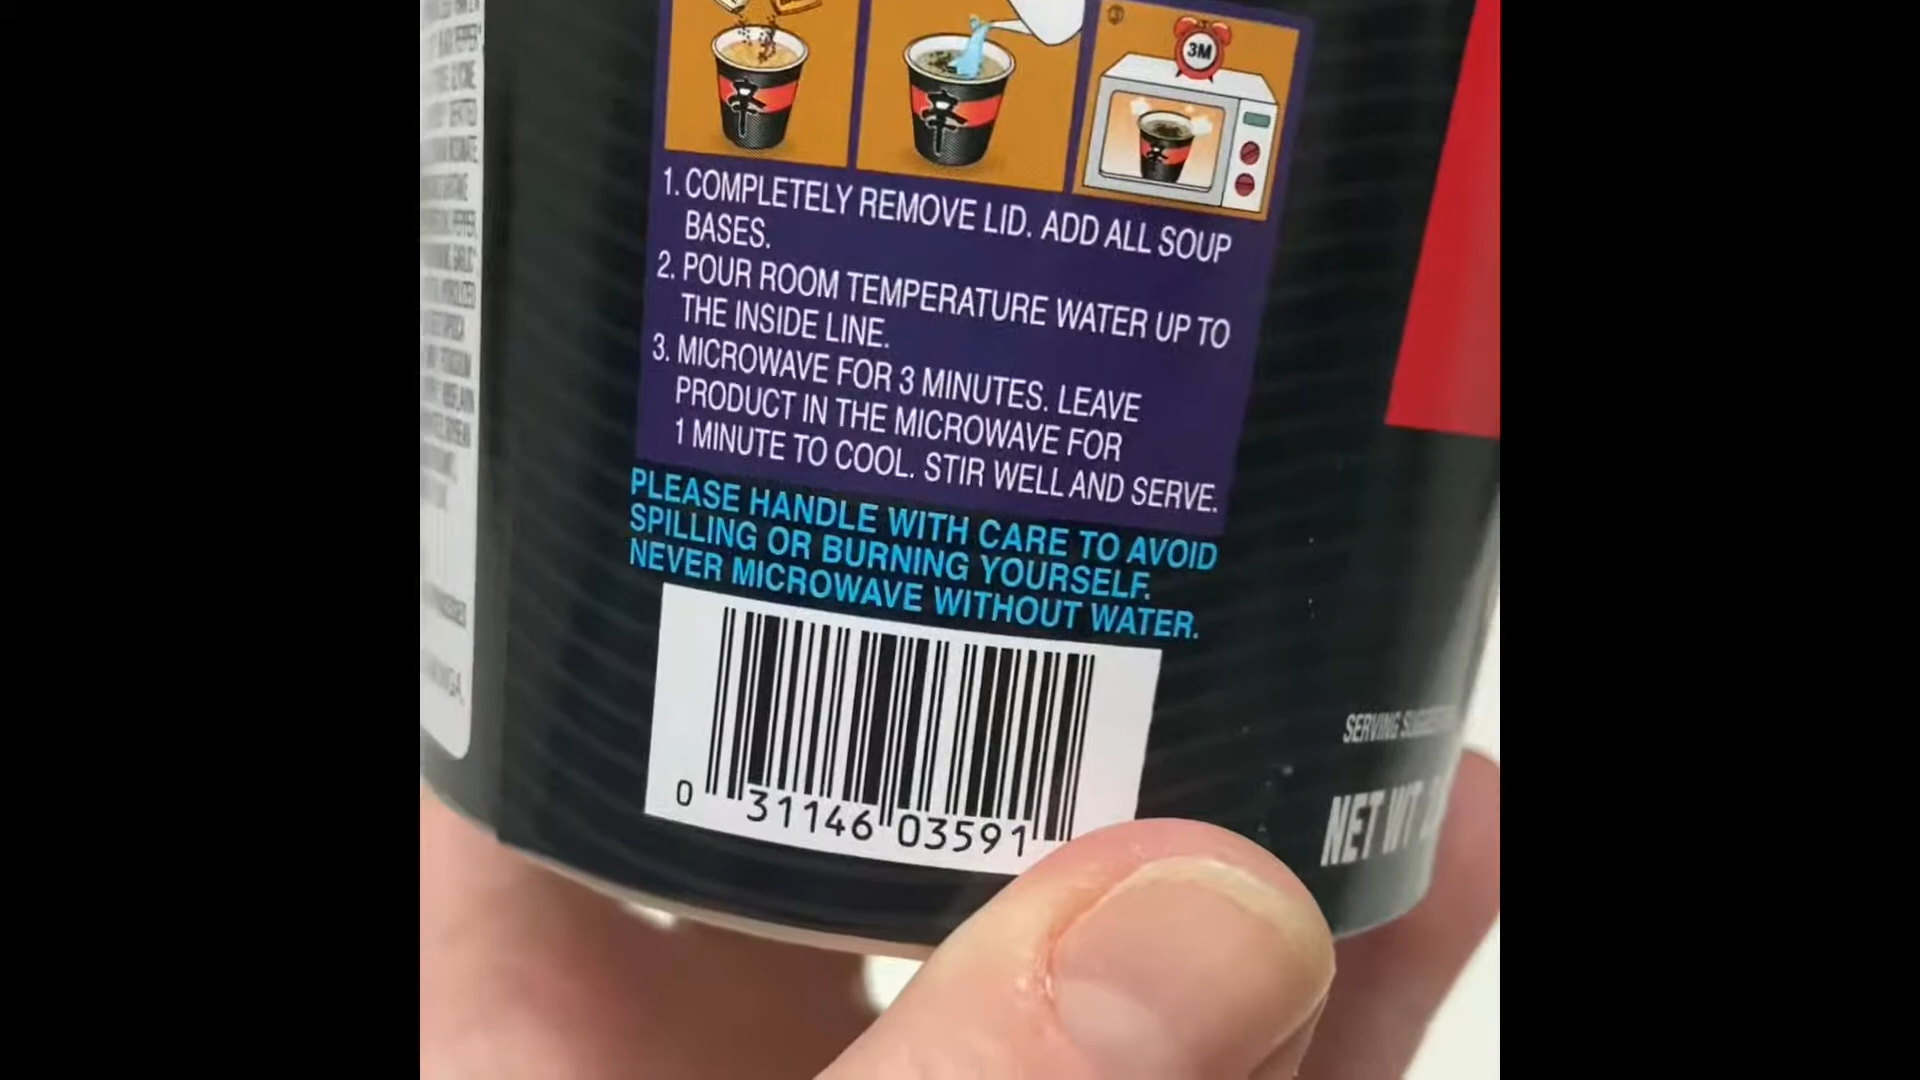 3M
1. COMPLETELY REMOVE LID. ADD ALL SOUP
BASES.
2. POUR ROOM TEMPERATURE WATER UP TO
THE INSIDE LINE.
3. MICROWAVE FOR 3 MINUTES. LEAVE
PRODUCT IN THE MICROWAVE FOR
1 MINUTE TO COOL. STIR WELL AND SERVE.
PLEASE HANDLE WITH CARE TO AVOID
SPILLING OR BURNING YOURSELF.
NEVER MICROWAVE WITHOUT WATER.
0 31146 03591
SERVING
NET WT